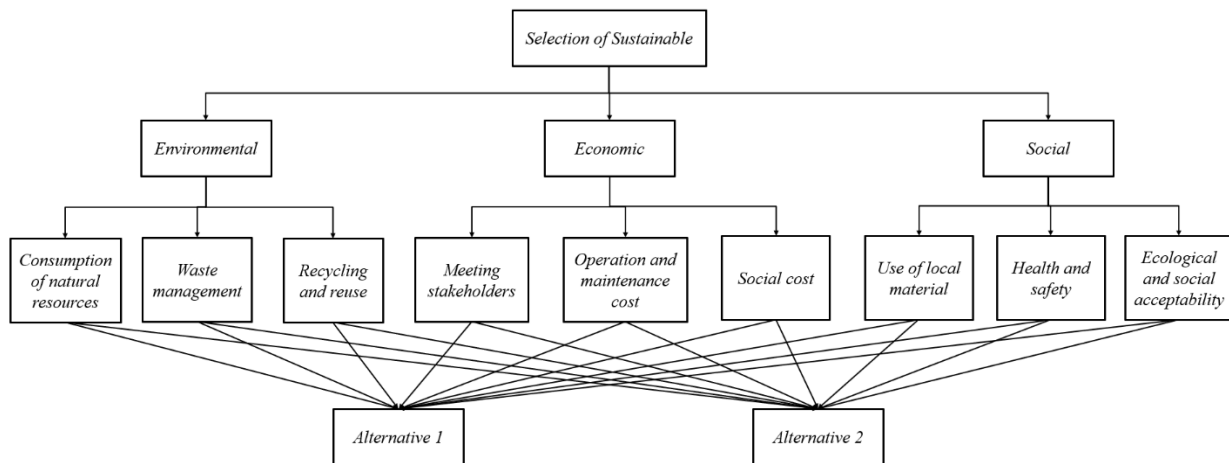 Selection of Sustainable
Environmental
Economic
Social
Consumption
of natural
resources
Waste
management
Recycling
and reuse
Meeting
stakeholders
Operation and
maintenance
cost
Social cost
Use of local
material
Health and
safety
Ecological
and social
acceptability
Alternative 1
Alternative 2